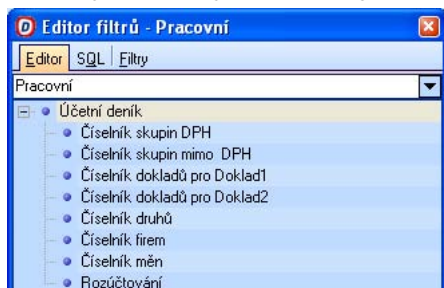 Editor filtrů - Pracovní
Editor SQL Filtry
Pracovní
Účetní deník
Číselník skupin DPH
Číselník skupin mimo DPH
Číselník dokladů pro Doklad1
Číselník dokladů pro Doklad2
Číselník druhů
Číselník firem
Číselník měn
Rozúčtování